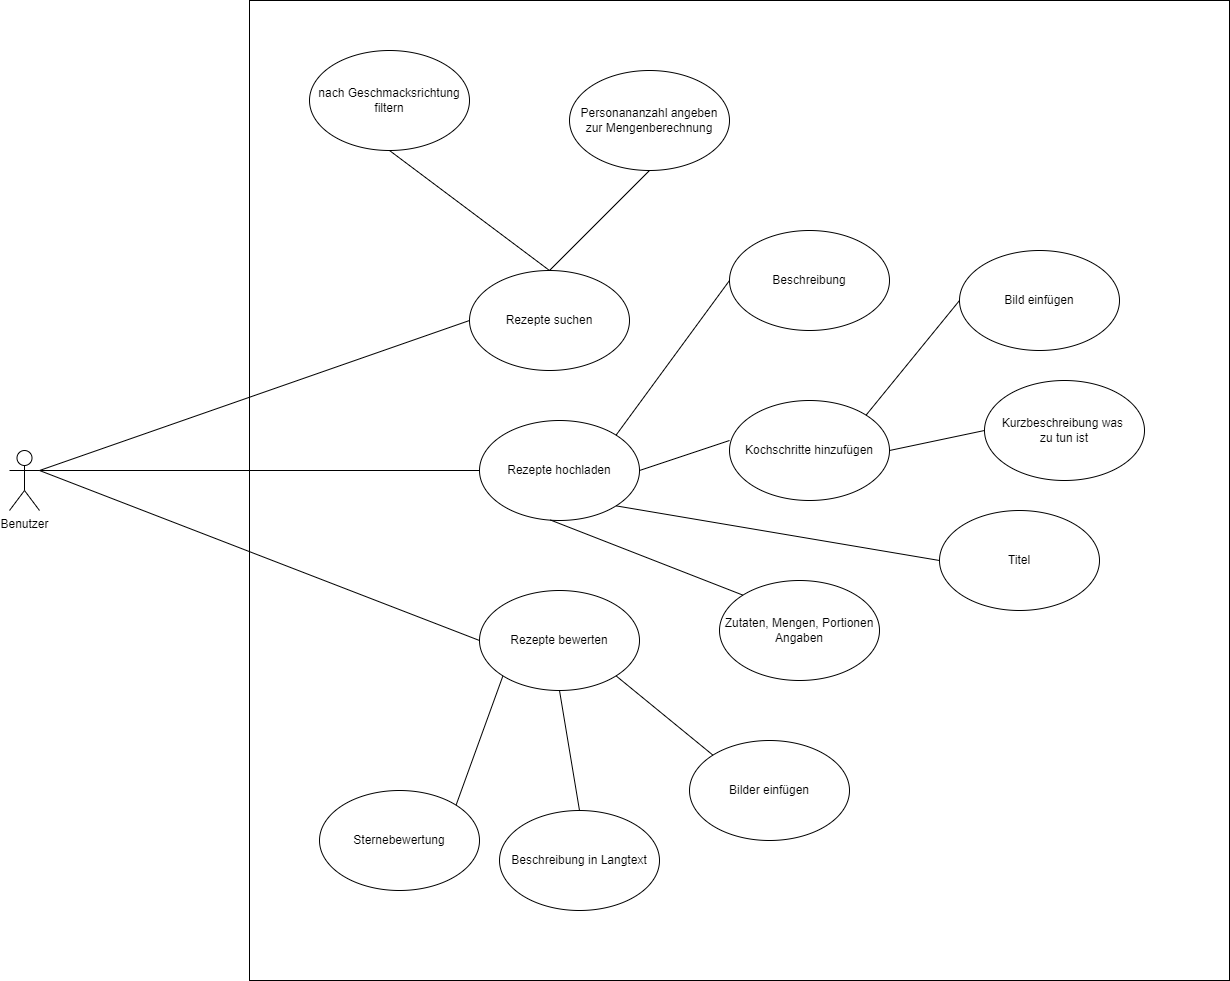 nach Geschmacksrichtung
filtern
Personananzahl angeben
zur Mengenberechnung
Beschreibung
Bild einfügen
Rezepte suchen
Kurzbeschreibung was
zu tun ist
Kochschritte hinzufügen
Rezepte hochladen
Benutzer
Titel
Zutaten, Mengen, Portionen
Angaben
Rezepte bewerten
Bilder einfügen
Sternebewertung
Beschreibung in Langtext